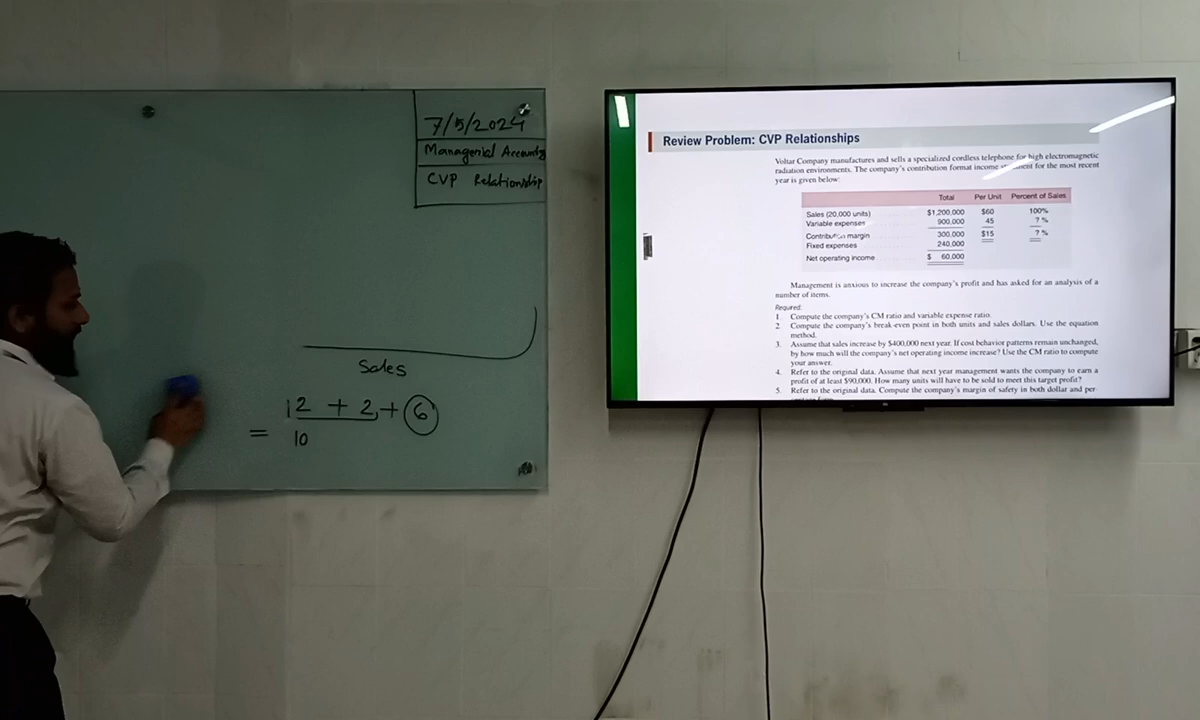 7/5/2024
Managerial Accounting
CVP Relationship
Sales
12 + 2 + 6
= 10
Review Problem: CVP Relationships
Voltar Company manufactures and sells a specialized cordless telephone for high electromagnetic
radiation environments. The company's contribution format income for the most recent
year is given below:
Total Per Unit Percent of Sales
Sales (20,000 units) $1,200,000 $60 100%
Variable expenses 900,000 45 ? %
Contribution margin 300,000 $15 ? %
Fixed expenses 240,000
Net operating income $ 60,000
Management is anxious to increase the company's profit and has asked for an analysis of a
number of items.
Required:
1. Compute the company's CM ratio and variable expense ratio.
2. Compute the company's break-even point in both units and sales dollars. Use the equation
method.
3. Assume that sales increase by $400,000 next year. If cost behavior patterns remain unchanged,
by how much will the company's net operating income increase? Use the CM ratio to compute
your answer.
4. Refer to the original data. Assume that next year management wants the company to earn a
profit of at least $90,000. How many units will have to be sold to meet this target profit?
5. Refer to the original data. Compute the company's margin of safety in both dollar and per-